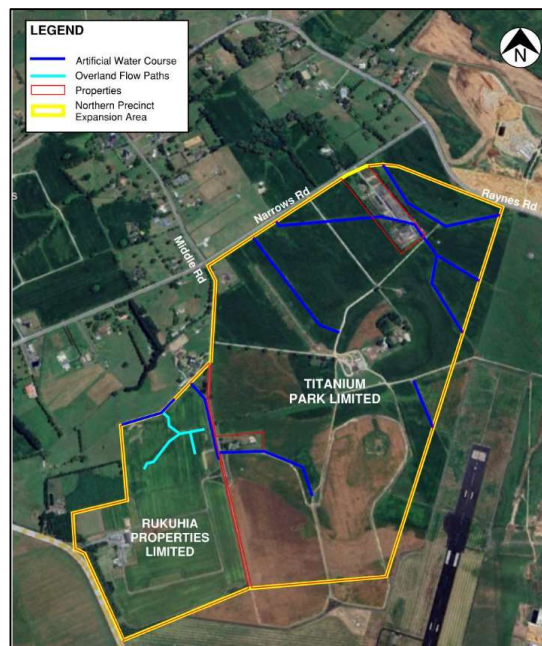 LEGEND
Artificial Water Course
Overland Flow Paths
Properties
Northern Precinct
Expansion Area
N
Raynes Rd
Narrows Rd
Middle Rd
TITANIUM
PARK LIMITED
RUKUHIA
PROPERTIES
LIMITED